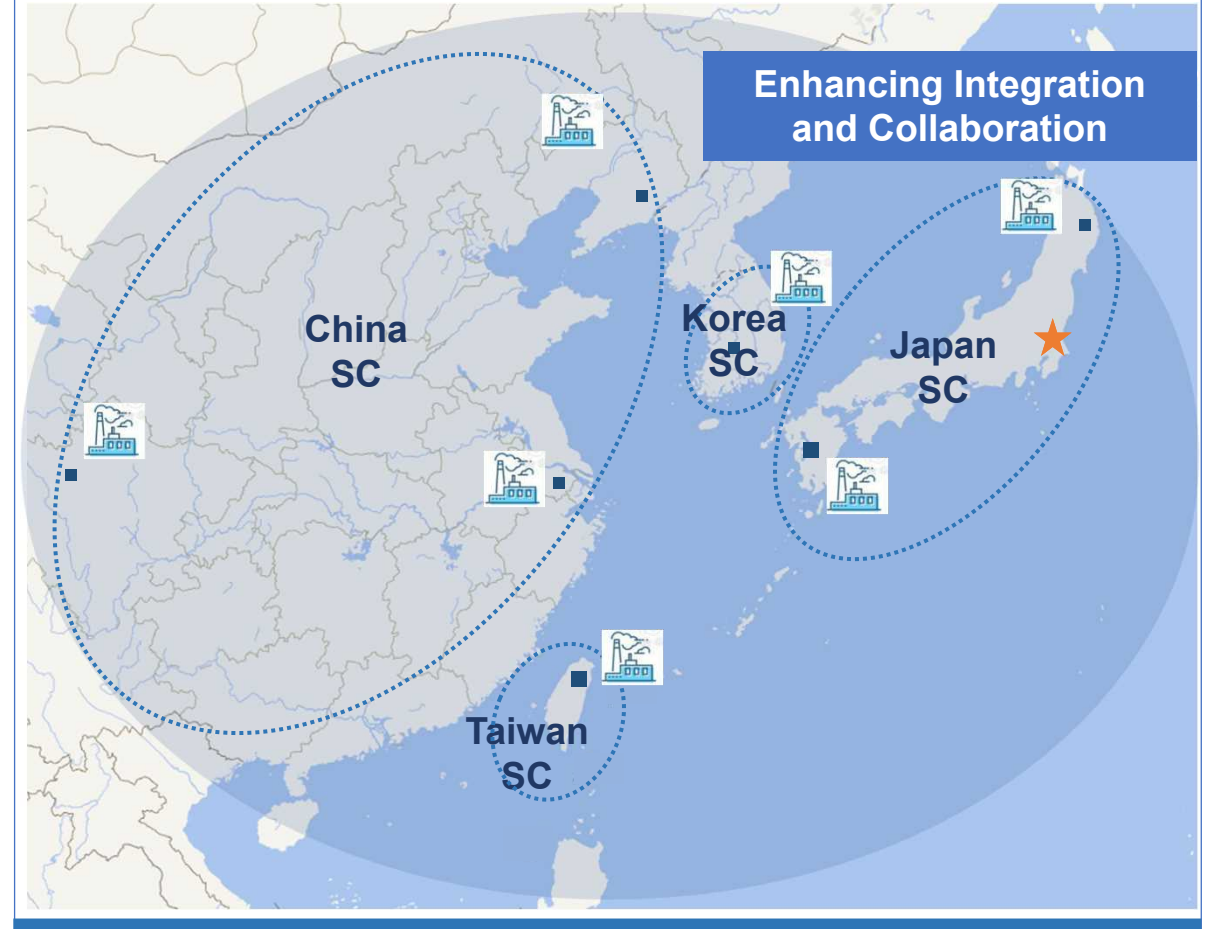 Enhancing Integration
and Collaboration
China
SC
Korea
SC
Japan
SC
Taiwan
SC